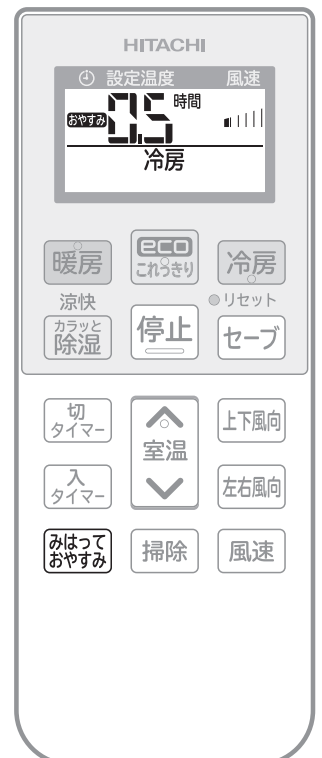 HITACHI
設定温度 風速
おやすみ 0.5 時間
冷房
暖房 eco これっきり 冷房
涼快 リセット
カラッと 除湿 停止 セーブ
切 タイマー 室温 上下風向
入 タイマー 左右風向
みはって おやすみ 掃除 風速